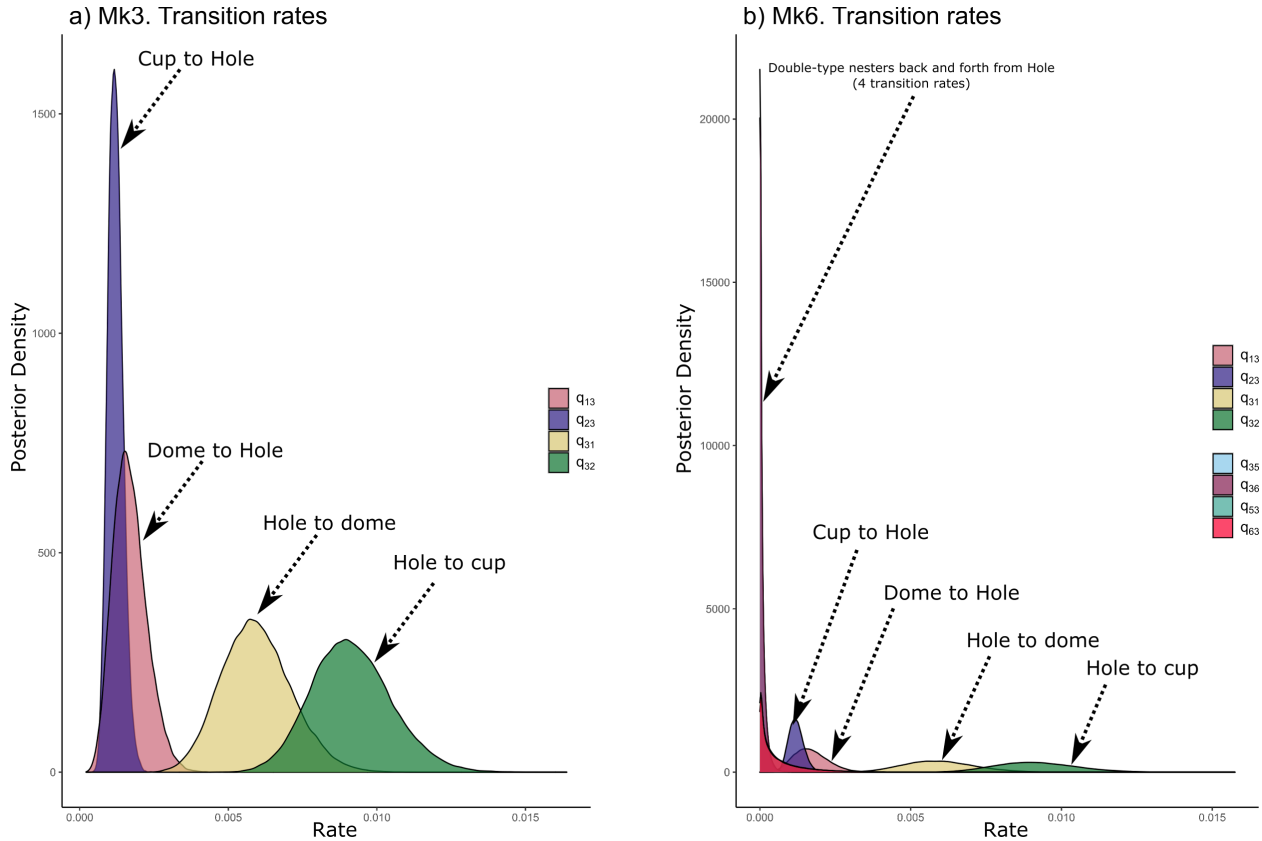 a) Mk3. Transition rates
Cup to Hole
Dome to Hole
Hole to dome
Hole to cup
Posterior Density
1500
1000
500
0
0.000
0.005
0.010
0.015
Rate
q13
q23
q31
q32
b) Mk6. Transition rates
Double-type nesters back and forth from Hole
(4 transition rates)
Cup to Hole
Dome to Hole
Hole to dome
Hole to cup
Posterior Density
20000
15000
10000
5000
0
0.000
0.005
0.010
0.015
Rate
q13
q23
q31
q32
q35
q36
q53
q63